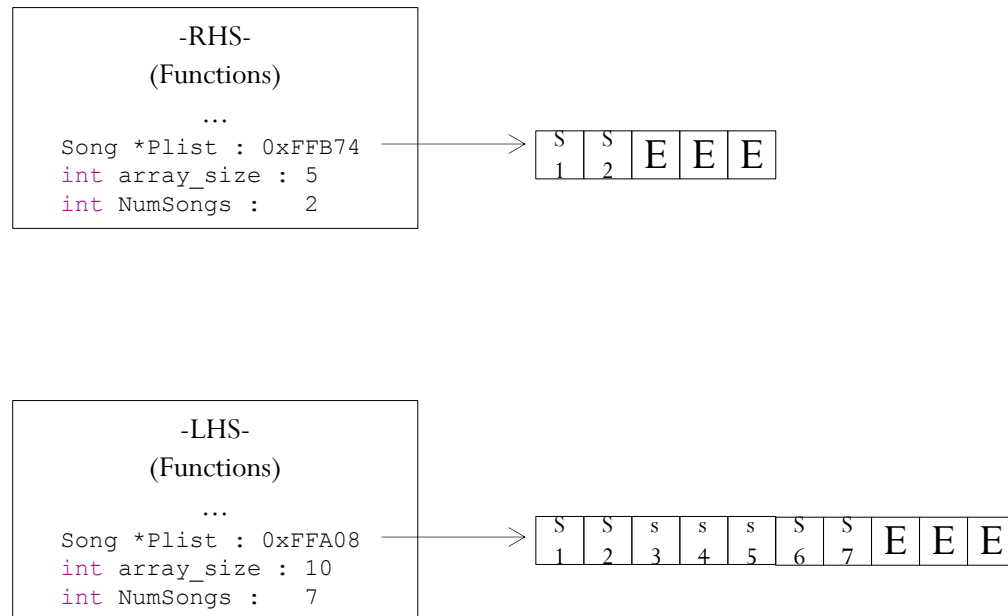 -RHS-
(Functions)
…
Song *Plist : 0xFFB74
int array_size : 5
int NumSongs : 2
S S E E E
1 2
-LHS-
(Functions)
…
Song *Plist : 0xFFA08
int array_size : 10
int NumSongs : 7
S S s s s S S E E E
1 2 3 4 5 6 7